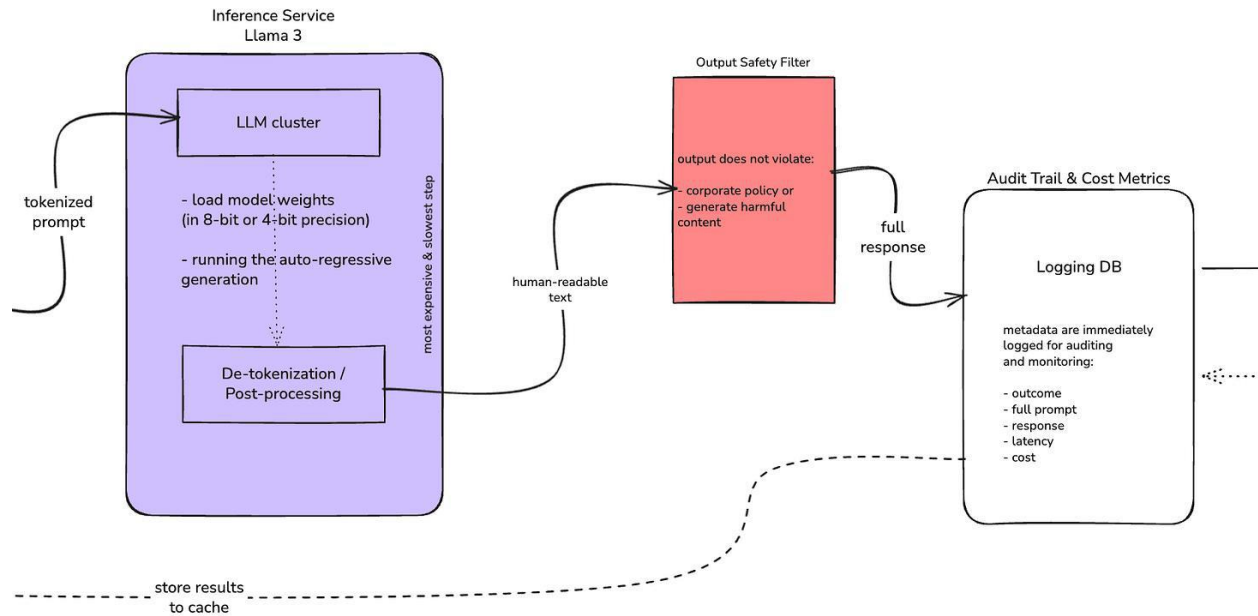 Inference Service
Llama 3
LLM cluster
tokenized
prompt
- load model weights
(in 8-bit or 4-bit precision)
- running the auto-regressive
generation
most expensive & slowest step
De-tokenization /
Post-processing
human-readable
text
Output Safety Filter
output does not violate:
- corporate policy or
- generate harmful
content
full
response
Audit Trail & Cost Metrics
Logging DB
metadata are immediately
logged for auditing
and monitoring:
- outcome
- full prompt
- response
- latency
- cost
store results
to cache